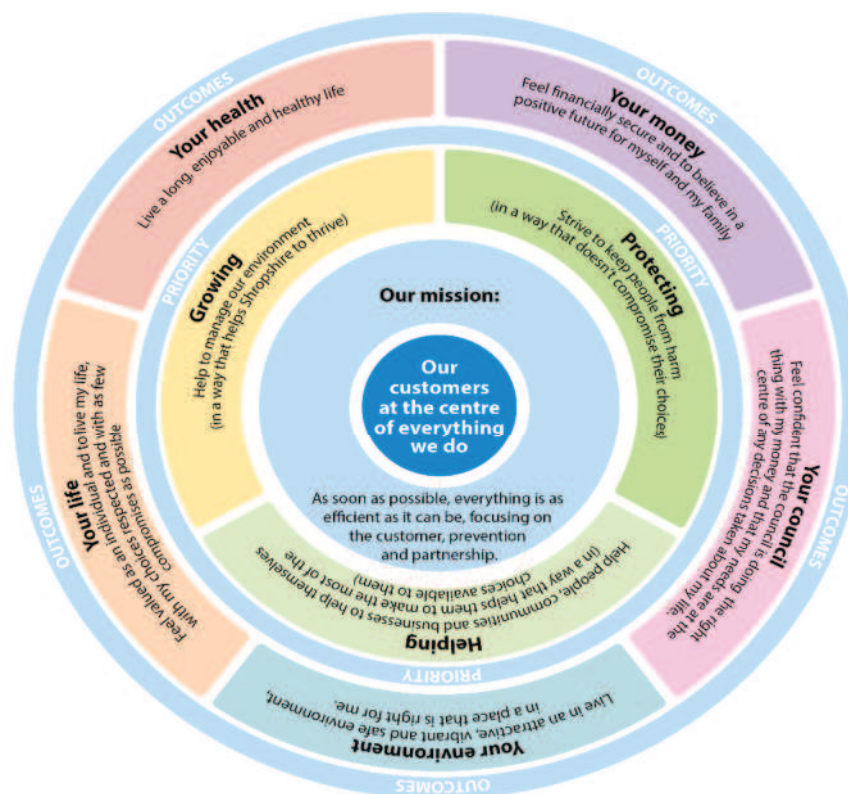 OUTCOMES
Your health
Live a long, enjoyable and healthy life
OUTCOMES
Your money
Feel financially secure and to believe in a
positive future for myself and my family
PRIORITY
Growing
Help to manage our environment
(in a way that helps Shropshire to thrive)
PRIORITY
Protecting
Strive to keep people from harm
(in a way that doesn't compromise their choices)
Our mission:
Our
customers
at the centre
of everything
we do
As soon as possible, everything is as
efficient as it can be, focusing on
the customer, prevention
and partnership.
OUTCOMES
Your life
Feel valued as an individual and to live my life,
with my choices respected and with as few
compromises as possible
OUTCOMES
Your council
Feel confident that the council is doing the right
thing with my money and that my needs are at the
centre of any decisions taken about my life.
Helping
Help people, communities and businesses to help themselves
(in a way that helps them to make the most of the
choices available to them)
PRIORITY
Your environment
Live in an attractive, vibrant and safe environment,
in a place that is right for me.
OUTCOMES